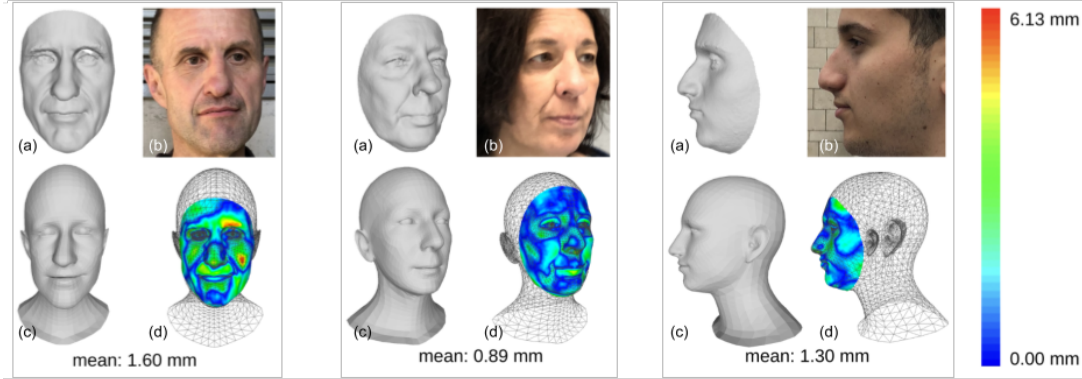 (a)
(b)
(c)
(d)
mean: 1.60 mm
(a)
(b)
(c)
(d)
mean: 0.89 mm
(a)
(b)
(c)
(d)
mean: 1.30 mm
6.13 mm
0.00 mm